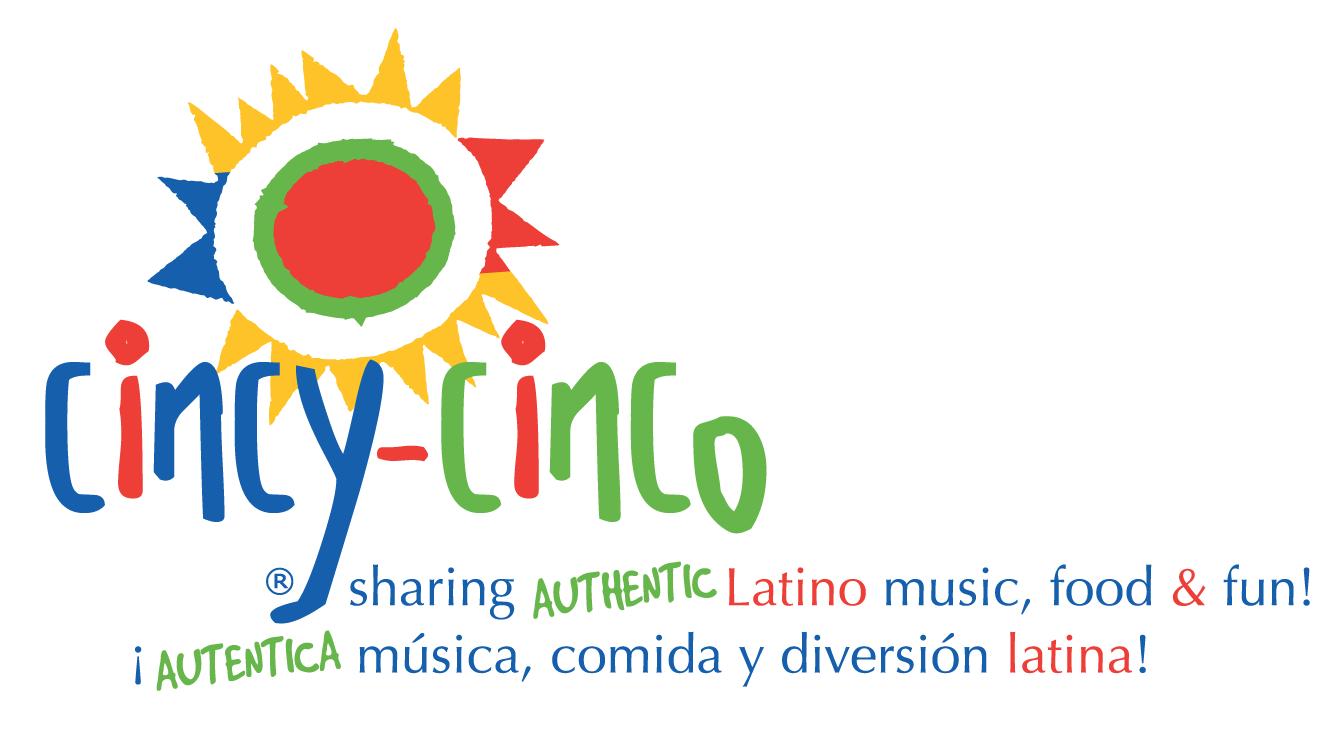 cincy-cinco
® sharing AUTHENTIC Latino music, food & fun!
¡AUTENTICA música, comida y diversión latina!